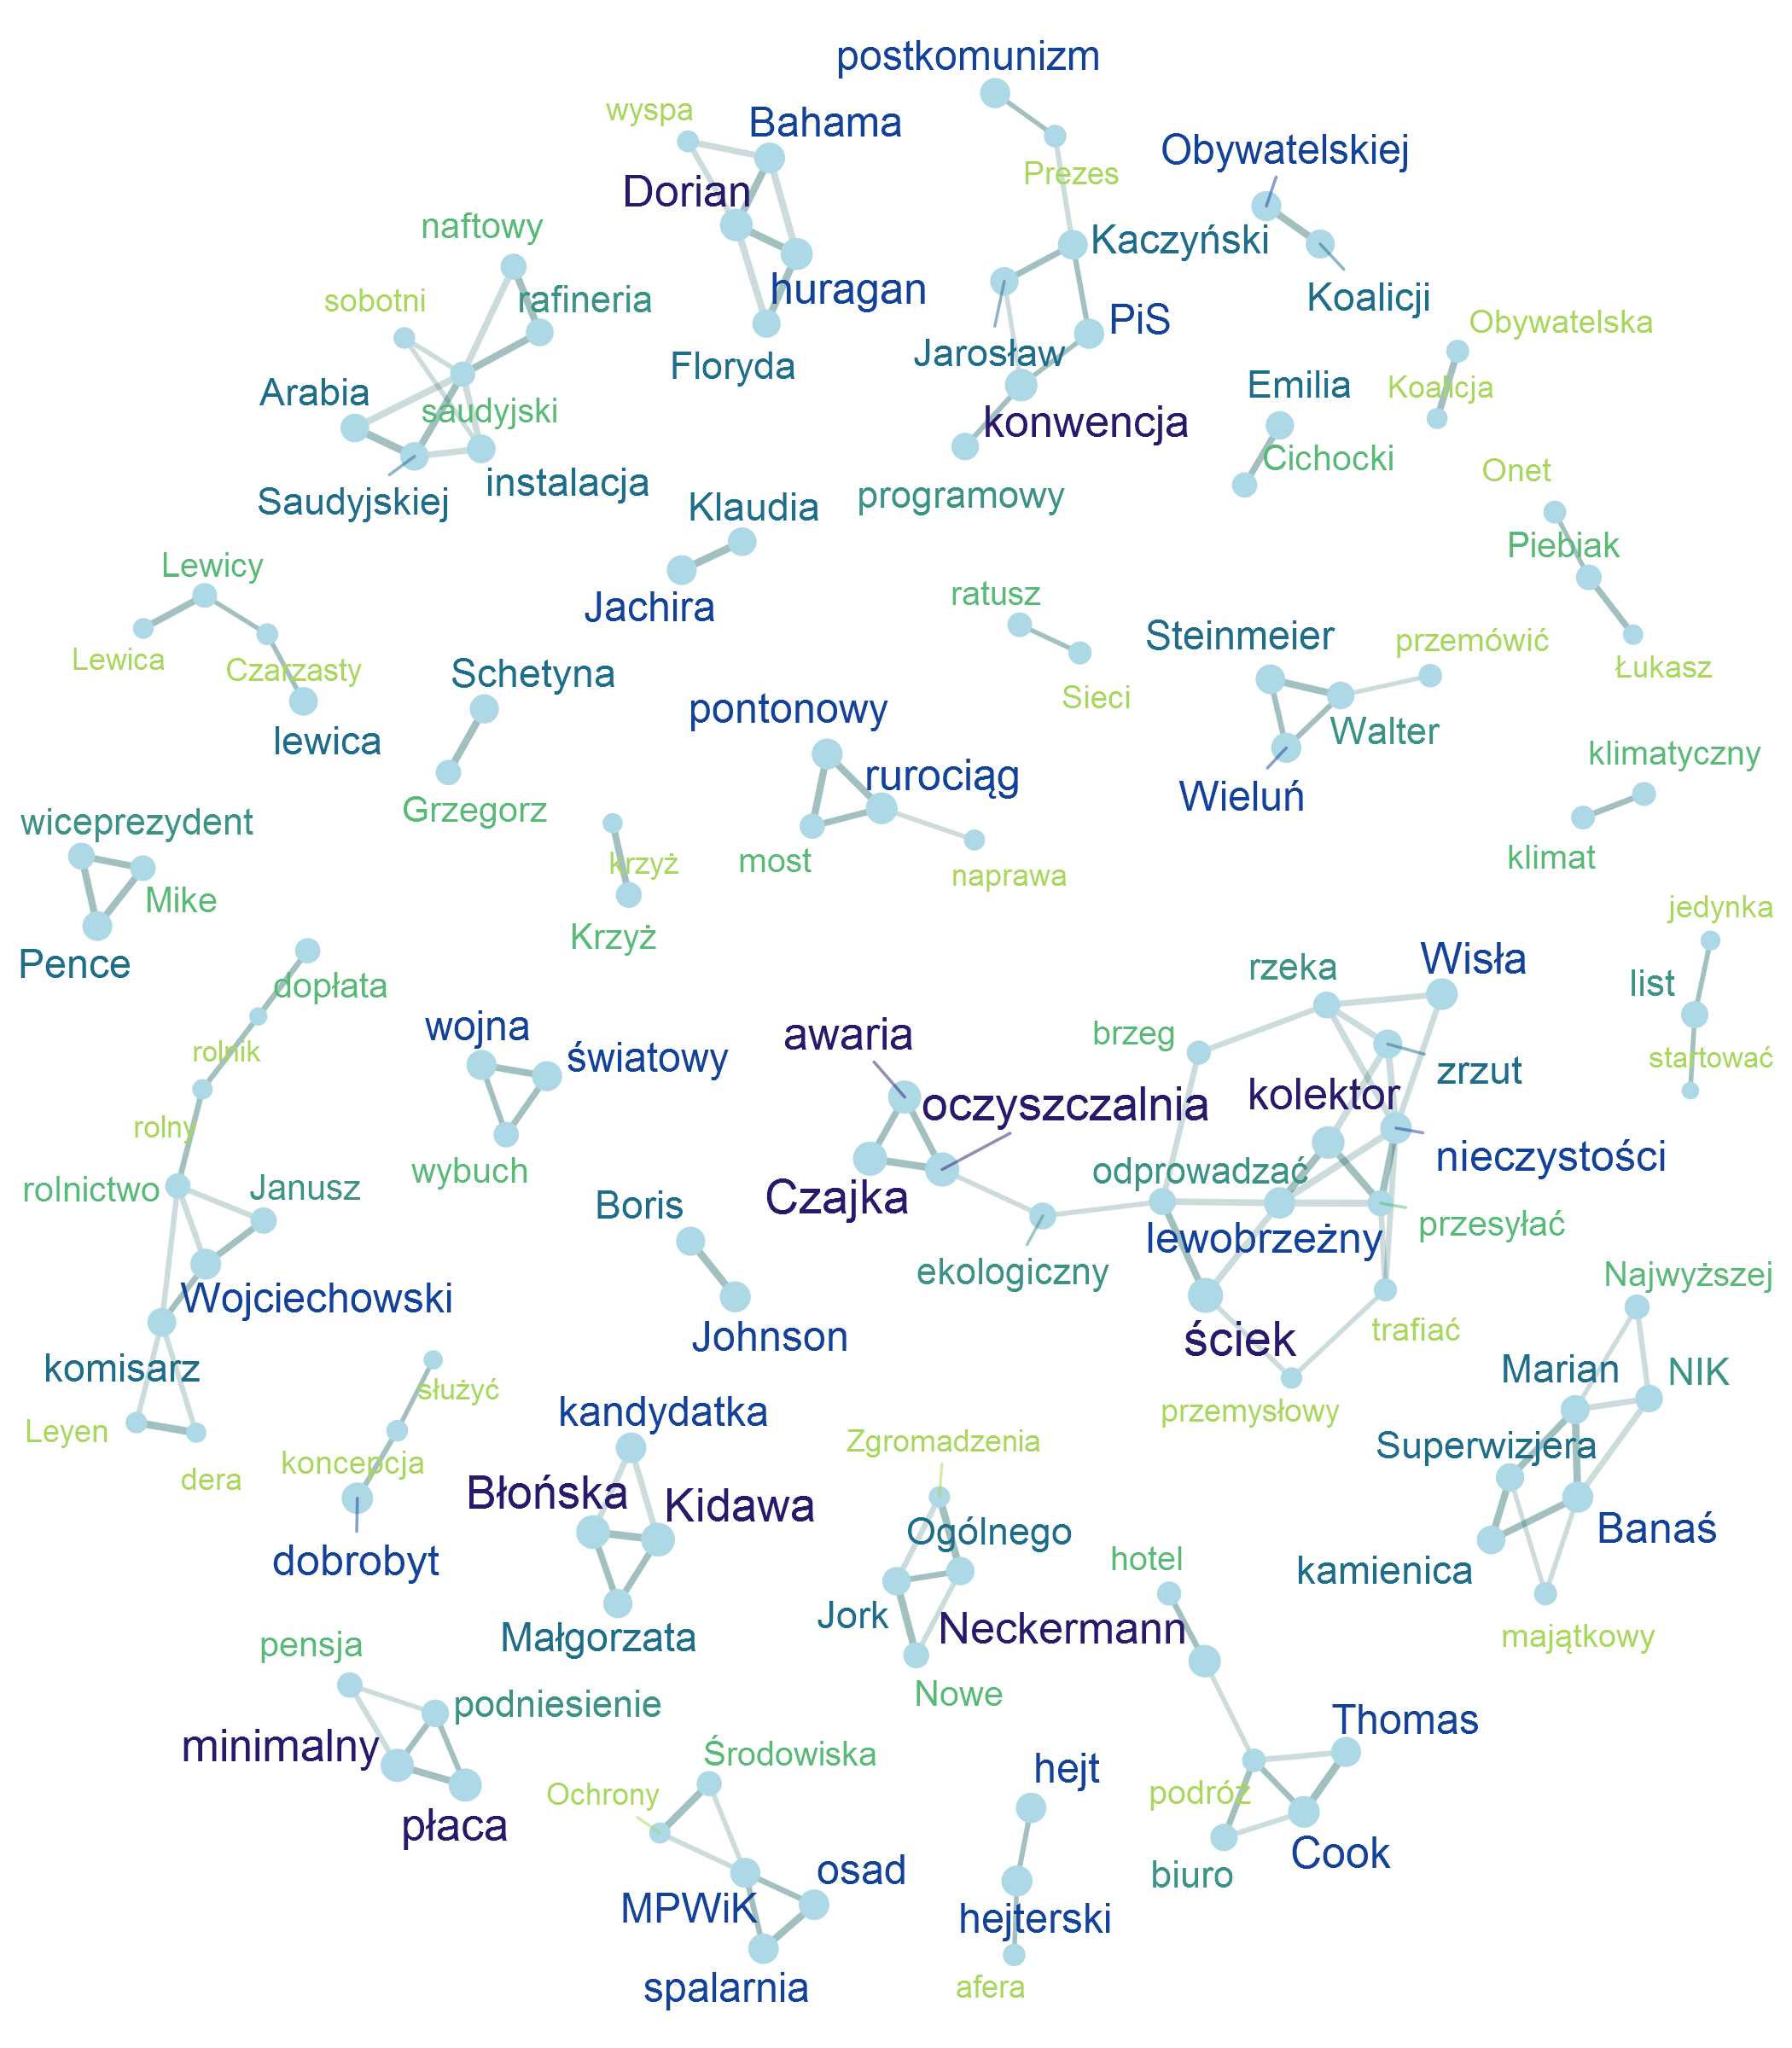 postkomunizm
wyspa
Bahama
Obywatelskiej
Prezes
Dorian
naftowy
Kaczyński
huragan
Koalicji
sobotni
rafineria
PiS
Obywatelska
Jarosław
Floryda
Arabia
Emilia
Koalicja
saudyjski
konwencja
Cichocki
Onet
Saudyjskiej
instalacja
programowy
Klaudia
Piebiak
Lewicy
Jachira
ratusz
Steinmeier
przemówić
Lewica
Czarzasty
Schetyna
Łukasz
Sieci
pontonowy
Walter
lewica
klimatyczny
rurociąg
Wieluń
Grzegorz
wiceprezydent
krzyż
most
naprawa
klimat
Mike
jedynka
Krzyż
Pence
Wisła
rzeka
dopłata
list
wojna
awaria
brzeg
rolnik
światowy
zrzut
startować
kolektor
oczyszczalnia
rolny
nieczystości
wybuch
odprowadzać
rolnictwo
Janusz
Czajka
Boris
przesyłać
lewobrzeżny
ekologiczny
Najwyższej
Wojciechowski
Johnson
ściek
trafiać
komisarz
Marian
NIK
służyć
kandydatka
przemysłowy
Leyen
Zgromadzenia
Superwizjera
koncepcja
dera
Błońska
Kidawa
Ogólnego
Banaś
dobrobyt
hotel
kamienica
Jork
Neckermann
Małgorzata
pensja
majątkowy
Nowe
podniesienie
Thomas
minimalny
Środowiska
hejt
Ochrony
podróż
płaca
Cook
osad
biuro
MPWiK
hejterski
spalarnia
afera